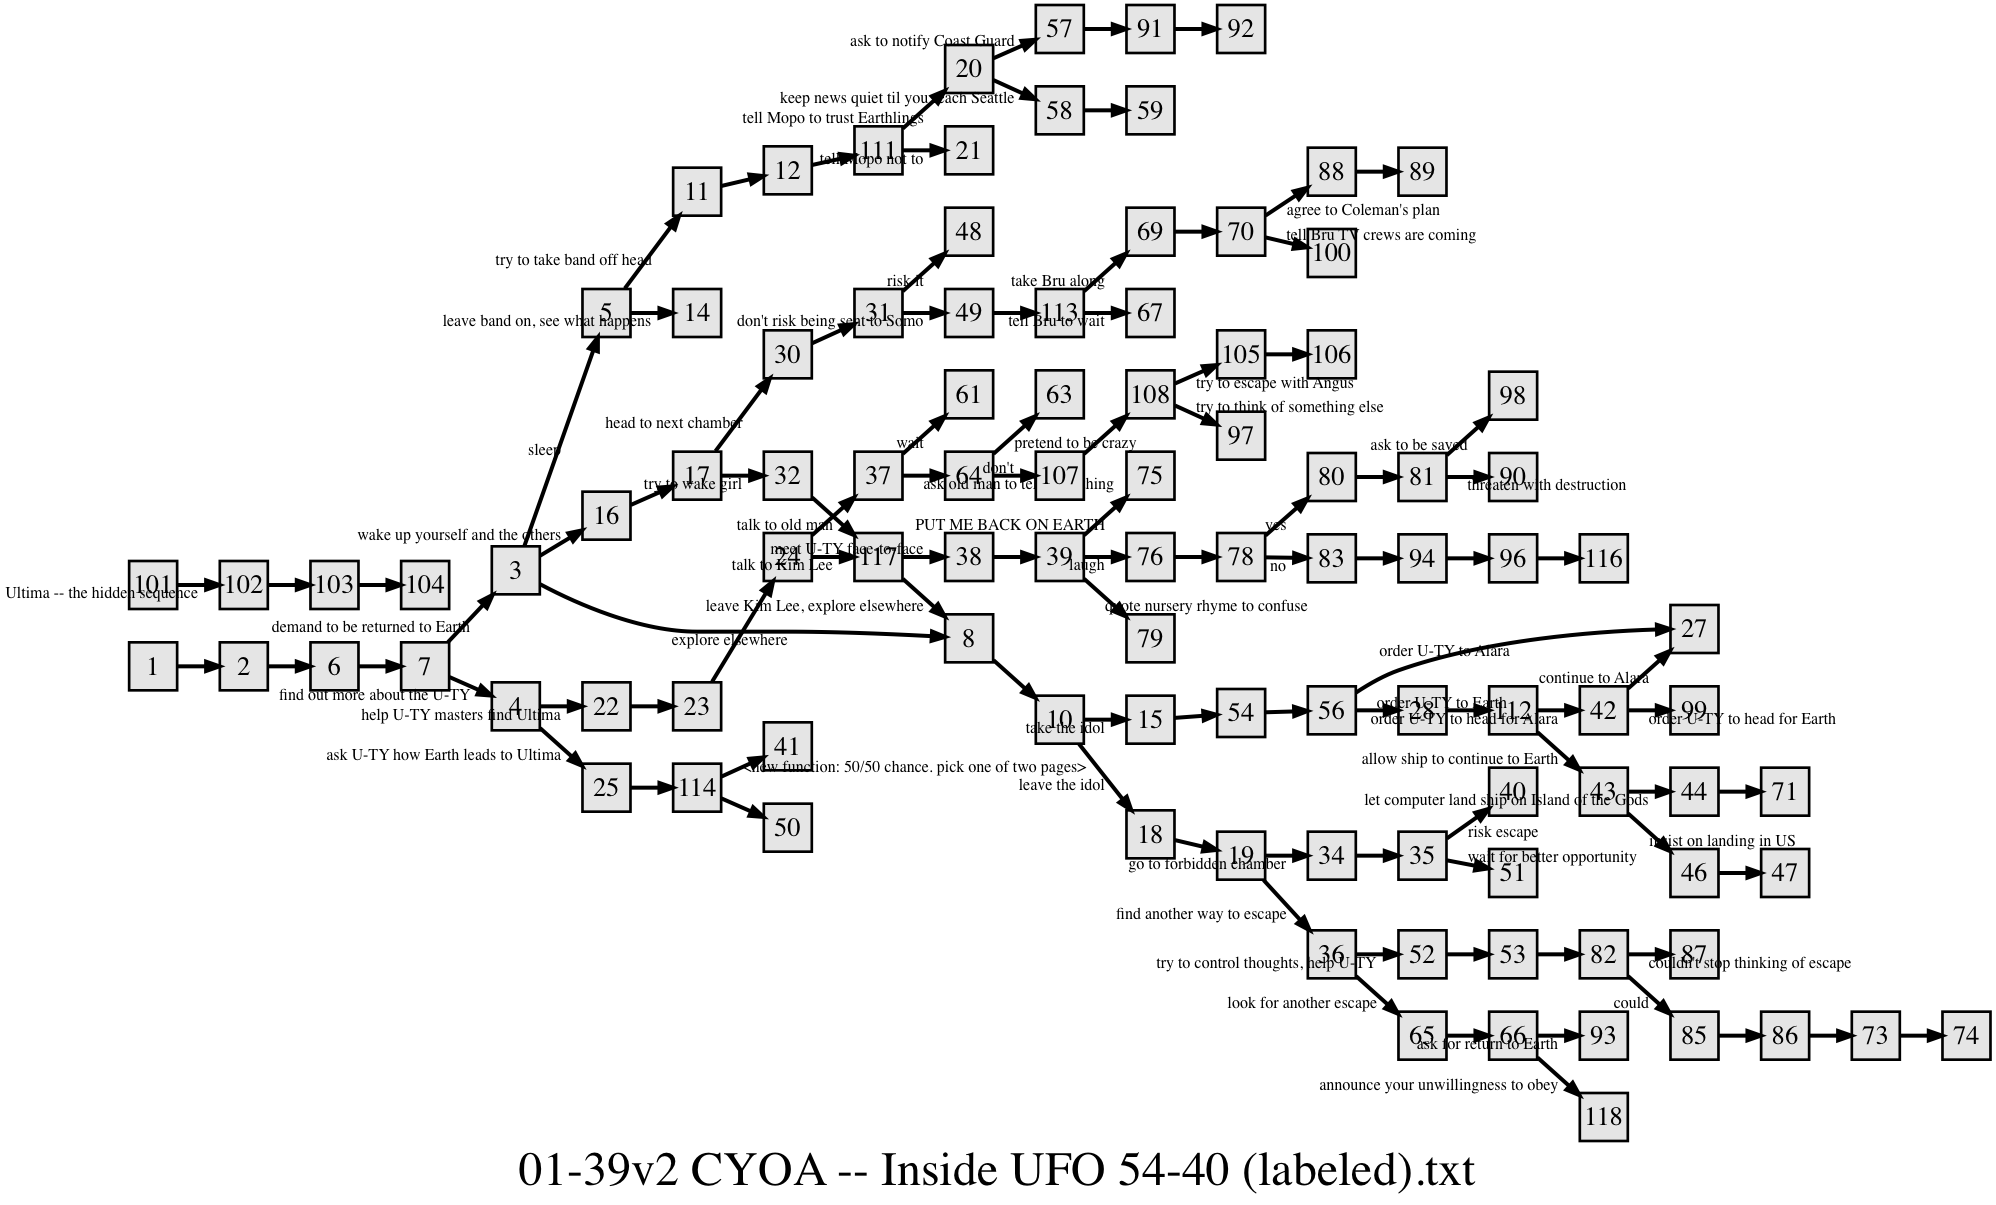 57
91
92
ask to notify Coast Guard
20
keep news quiet til you reach Seattle
58
59
tell Mopo to trust Earthlings
111
21
tell Mopo not to
12
11
88
89
agree to Coleman's plan
48
69
70
tell Bru TV crews are coming
100
try to take band off head
risk it
take Bru along
5
14
leave band on, see what happens
don't risk being sent to Somo
31
49
113
67
tell Bru to wait
30
105
106
try to escape with Angus
61
63
108
try to think of something else
97
98
head to next chamber
sleep
wait
pretend to be crazy
ask to be saved
17
32
37
64
107
75
80
81
90
don't
try to wake girl
threaten with destruction
16
talk to old man
PUT ME BACK ON EARTH
yes
wake up yourself and the others
meet U-TY face-to-face
24
117
38
39
76
78
83
94
96
116
talk to Kim Lee
laugh
no
3
101
102
103
104
Ultima -- the hidden sequence
leave Kim Lee, explore elsewhere
quote nursery rhyme to confuse
demand to be returned to Earth
explore elsewhere
8
79
27
order U-TY to Alara
1
2
6
7
continue to Alara
find out more about the U-TY
4
22
23
order U-TY to Earth
help U-TY masters find Ultima
10
15
54
56
28
112
42
99
order U-TY to head for Alara
order U-TY to head for Earth
take the idol
41
ask U-TY how Earth leads to Ultima
allow ship to continue to Earth
<new function: 50/50 chance. pick one of two pages>
25
114
leave the idol
40
43
44
71
let computer land ship on Island of the Gods
50
18
risk escape
insist on landing in US
19
34
35
wait for better opportunity
go to forbidden chamber
51
46
47
find another way to escape
36
52
53
82
87
try to control thoughts, help U-TY
couldn't stop thinking of escape
look for another escape
could
65
66
93
85
86
73
74
ask for return to Earth
announce your unwillingness to obey
118
01-39v2 CYOA -- Inside UFO 54-40 (labeled).txt